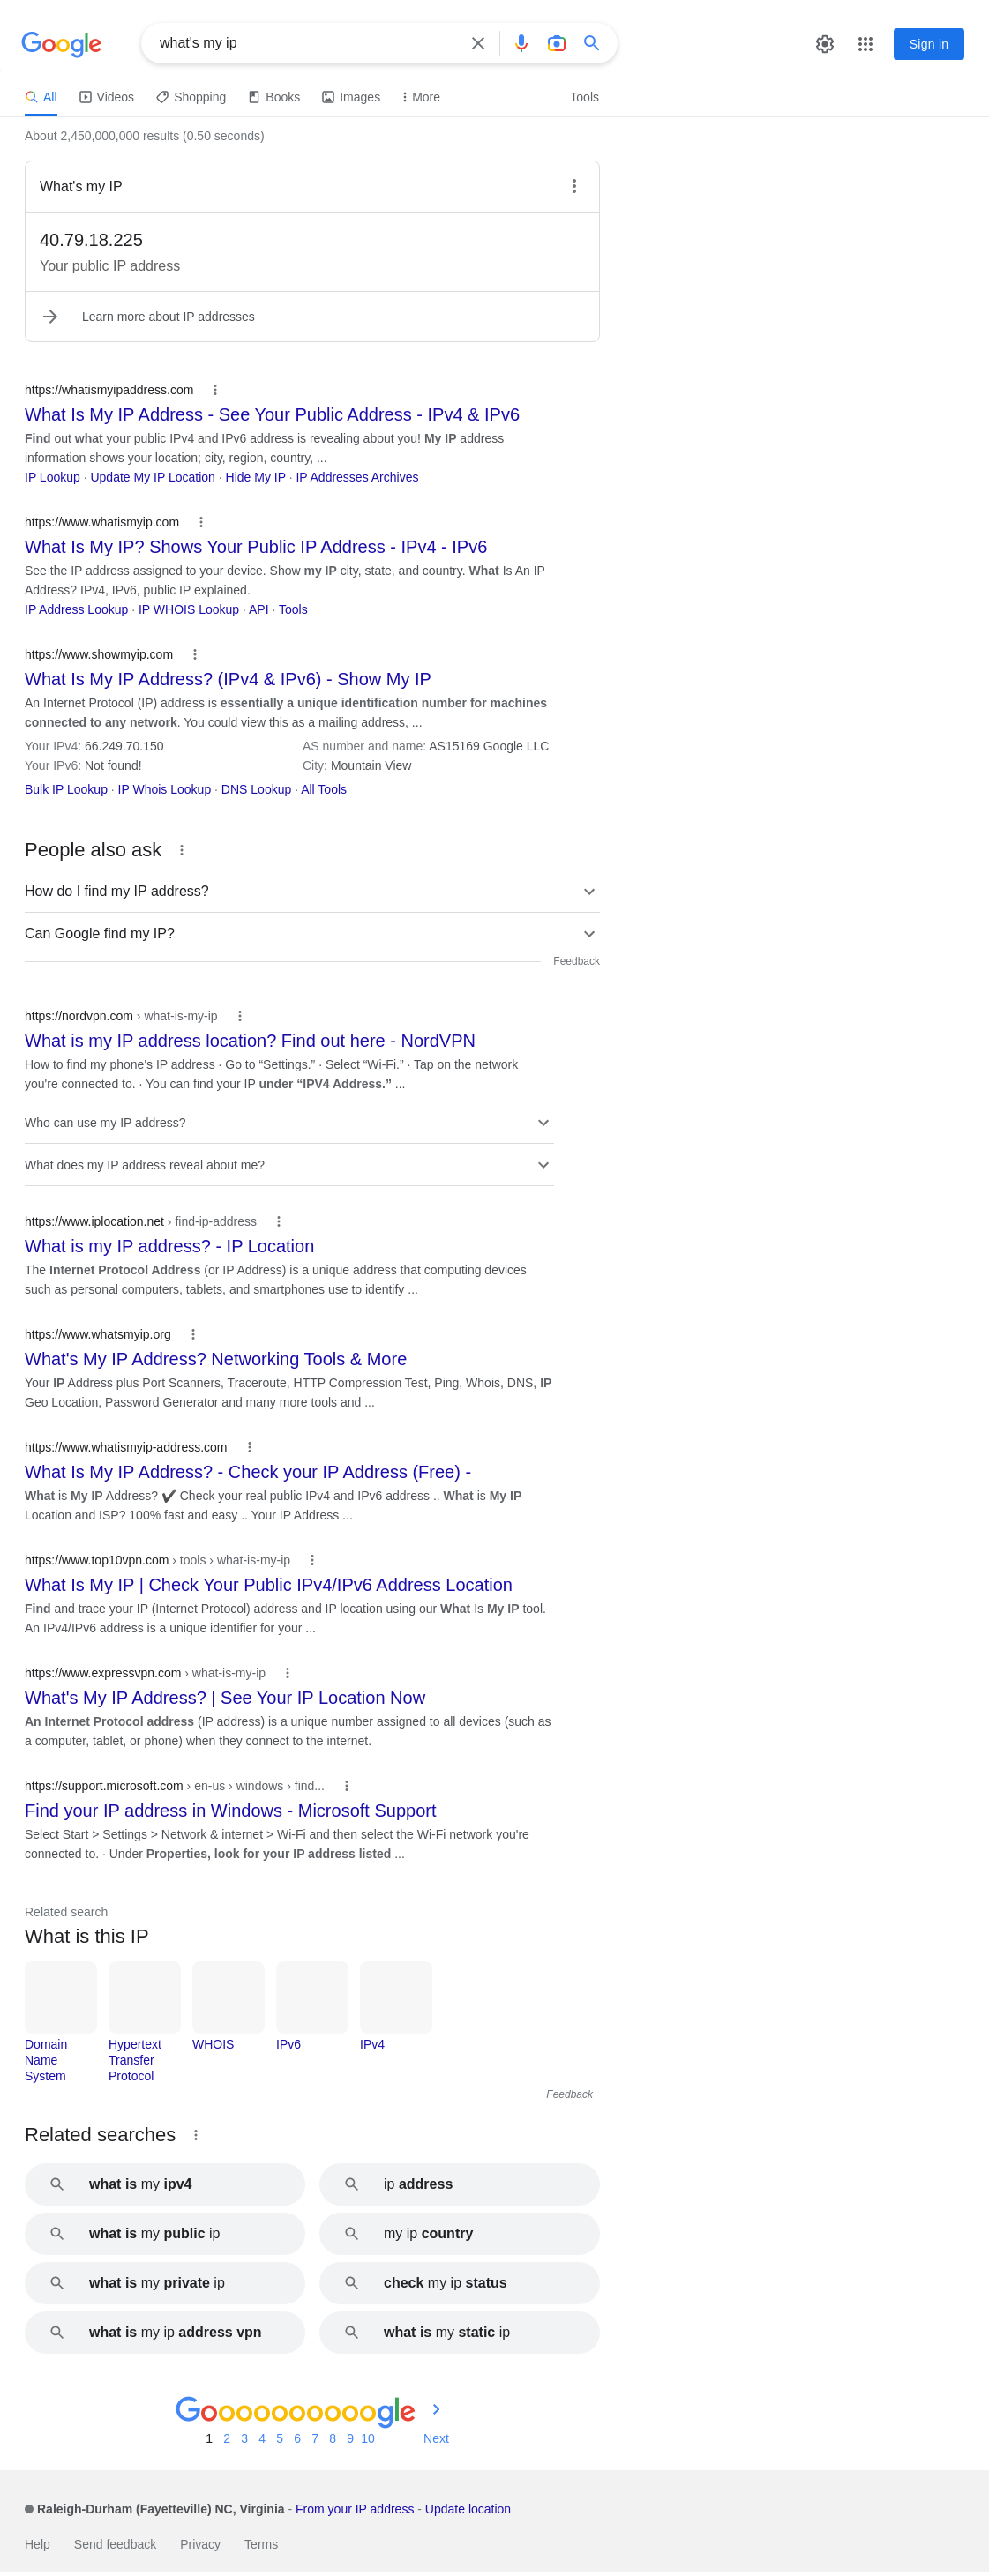 Google
what's my ip
Sign in
All
Videos
Shopping
Books
Images
More
Tools
About 2,450,000,000 results (0.50 seconds)
What's my IP
40.79.18.225
Your public IP address
Learn more about IP addresses
https://whatismyipaddress.com
What Is My IP Address - See Your Public Address - IPv4 & IPv6
Find out what your public IPv4 and IPv6 address is revealing about you! My IP address
information shows your location; city, region, country, ...
IP Lookup · Update My IP Location · Hide My IP · IP Addresses Archives
https://www.whatismyip.com
What Is My IP? Shows Your Public IP Address - IPv4 - IPv6
See the IP address assigned to your device. Show my IP city, state, and country. What Is An IP
Address? IPv4, IPv6, public IP explained.
IP Address Lookup · IP WHOIS Lookup · API · Tools
https://www.showmyip.com
What Is My IP Address? (IPv4 & IPv6) - Show My IP
An Internet Protocol (IP) address is essentially a unique identification number for machines
connected to any network. You could view this as a mailing address, ...
Your IPv4: 66.249.70.150
AS number and name: AS15169 Google LLC
Your IPv6: Not found!
City: Mountain View
Bulk IP Lookup · IP Whois Lookup · DNS Lookup · All Tools
People also ask
How do I find my IP address?
Can Google find my IP?
Feedback
https://nordvpn.com › what-is-my-ip
What is my IP address location? Find out here - NordVPN
How to find my phone's IP address · Go to “Settings.” · Select “Wi-Fi.” · Tap on the network
you're connected to. · You can find your IP under “IPV4 Address.” ...
Who can use my IP address?
What does my IP address reveal about me?
https://www.iplocation.net › find-ip-address
What is my IP address? - IP Location
The Internet Protocol Address (or IP Address) is a unique address that computing devices
such as personal computers, tablets, and smartphones use to identify ...
https://www.whatsmyip.org
What's My IP Address? Networking Tools & More
Your IP Address plus Port Scanners, Traceroute, HTTP Compression Test, Ping, Whois, DNS, IP
Geo Location, Password Generator and many more tools and ...
https://www.whatismyip-address.com
What Is My IP Address? - Check your IP Address (Free) -
What is My IP Address? ✔ Check your real public IPv4 and IPv6 address .. What is My IP
Location and ISP? 100% fast and easy .. Your IP Address ...
https://www.top10vpn.com › tools › what-is-my-ip
What Is My IP | Check Your Public IPv4/IPv6 Address Location
Find and trace your IP (Internet Protocol) address and IP location using our What Is My IP tool.
An IPv4/IPv6 address is a unique identifier for your ...
https://www.expressvpn.com › what-is-my-ip
What's My IP Address? | See Your IP Location Now
An Internet Protocol address (IP address) is a unique number assigned to all devices (such as
a computer, tablet, or phone) when they connect to the internet.
https://support.microsoft.com › en-us › windows › find...
Find your IP address in Windows - Microsoft Support
Select Start > Settings > Network & internet > Wi-Fi and then select the Wi-Fi network you're
connected to. · Under Properties, look for your IP address listed ...
Related search
What is this IP
Domain
Name
System
Hypertext
Transfer
Protocol
WHOIS
IPv6
IPv4
Feedback
Related searches
what is my ipv4
ip address
what is my public ip
my ip country
what is my private ip
check my ip status
what is my ip address vpn
what is my static ip
Goooooooooogle
1 2 3 4 5 6 7 8 9 10 Next
Raleigh-Durham (Fayetteville) NC, Virginia - From your IP address - Update location
Help
Send feedback
Privacy
Terms